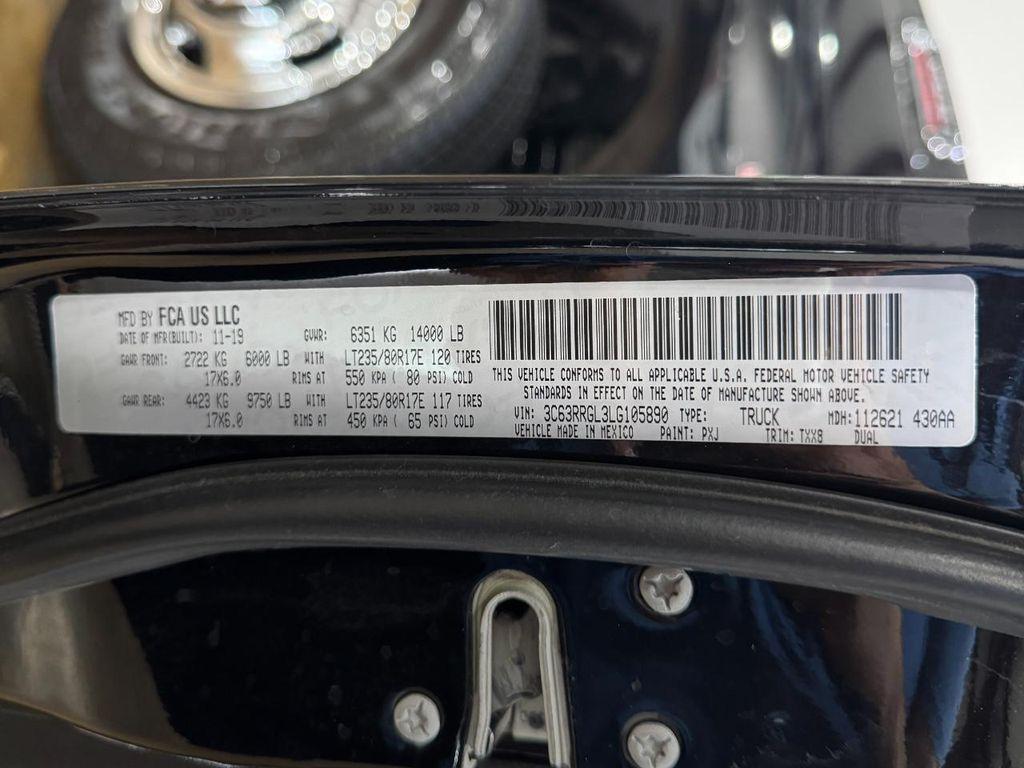 MFD BY FCA US LLC
DATE OF MFR(BUILT): 11-19 GVWR: 6351 KG 14000 LB
GAWR FRONT: 2722 KG 6000 LB WITH LT235/80R17E 120 TIRES
17X6.0 RIMS AT 550 KPA ( 80 PSI) COLD
GAWR REAR: 4423 KG 9750 LB WITH LT235/80R17E 117 TIRES
17X6.0 RIMS AT 450 KPA ( 65 PSI) COLD
THIS VEHICLE CONFORMS TO ALL APPLICABLE U.S.A. FEDERAL MOTOR VEHICLE SAFETY
STANDARDS IN EFFECT ON THE DATE OF MANUFACTURE SHOWN ABOVE.
VIN: 3C63RRGL3LG105890 TYPE: TRUCK MDH:112621 430AA
VEHICLE MADE IN MEXICO PAINT: PXJ TRIM: TXX8 DUAL